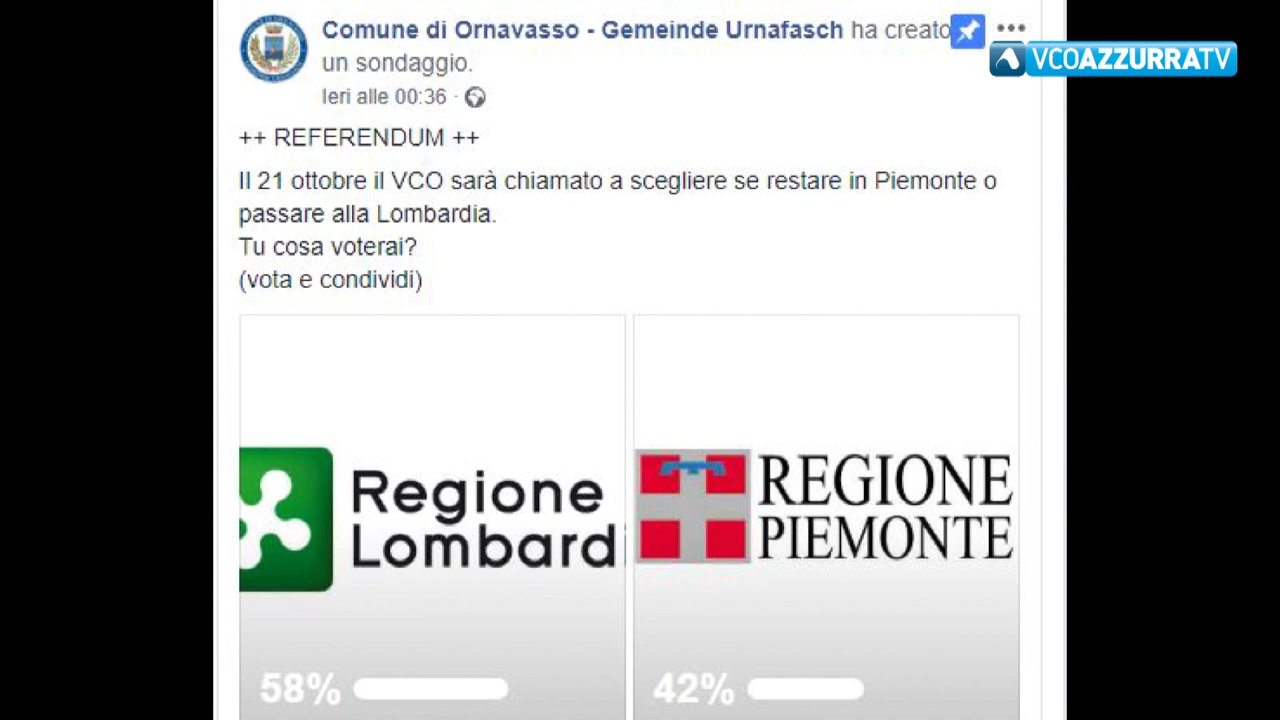 Comune di Ornavasso - Gemeinde Urnafasch ha creato
un sondaggio.
Ieri alle 00:36 ·
VCOAZZURRATV
++ REFERENDUM ++
Il 21 ottobre il VCO sarà chiamato a scegliere se restare in Piemonte o
passare alla Lombardia.
Tu cosa voterai?
(vota e condividi)
Regione
Lombardi
REGIONE
PIEMONTE
58%
42%